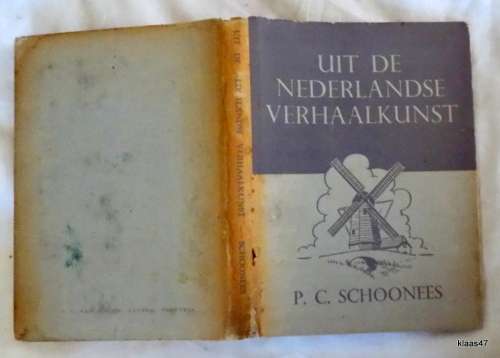 UIT DE
NEDERLANDSE
VERHAALKUNST
P. C. SCHOONEES
UIT DE NEDERLANDSE VERHAALKUNST SCHOONEES
klaas47